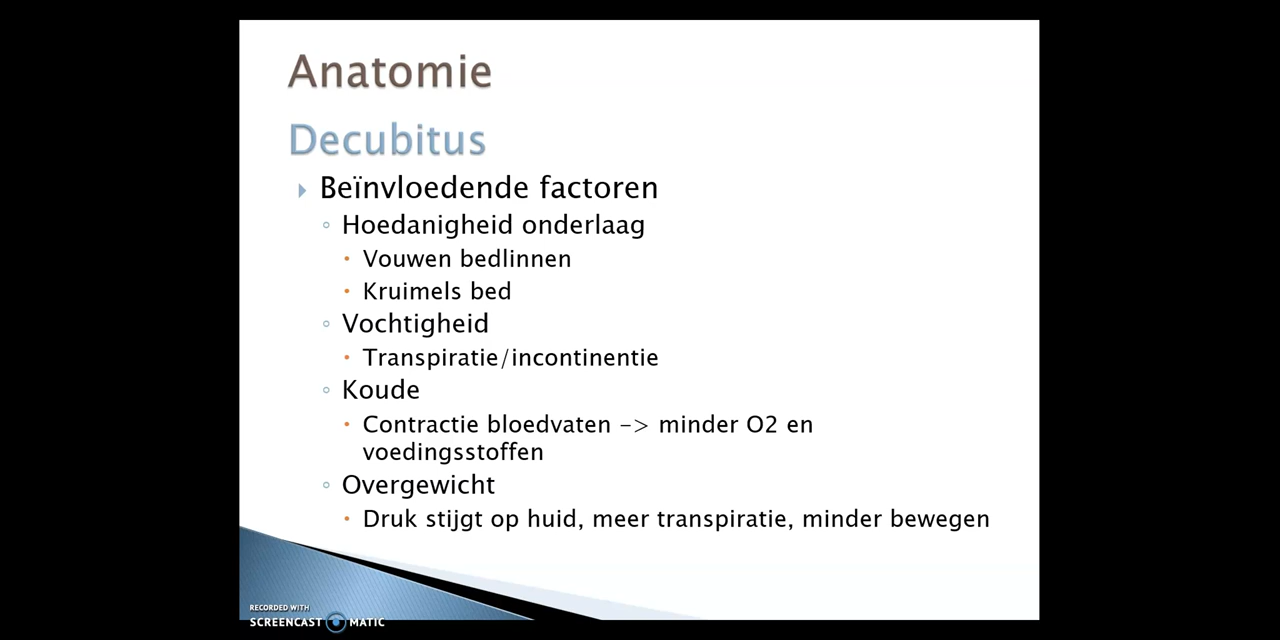 Anatomie
Decubitus
Beïnvloedende factoren
Hoedanigheid onderlaag
Vouwen bedlinnen
Kruimels bed
Vochtigheid
Transpiratie/incontinentie
Koude
Contractie bloedvaten -> minder O2 en
voedingsstoffen
Overgewicht
Druk stijgt op huid, meer transpiratie, minder bewegen
RECORDED WITH
SCREENCAST MATIC